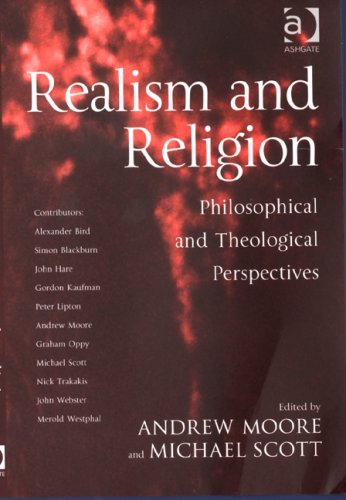 ASHGATE
Realism and
Religion
Philosophical
and Theological
Perspectives
Contributors:
Alexander Bird
Simon Blackburn
John Hare
Gordon Kaufman
Peter Lipton
Andrew Moore
Graham Oppy
Michael Scott
Nick Trakakis
John Webster
Merold Westphal
Edited by
ANDREW MOORE
and MICHAEL SCOTT